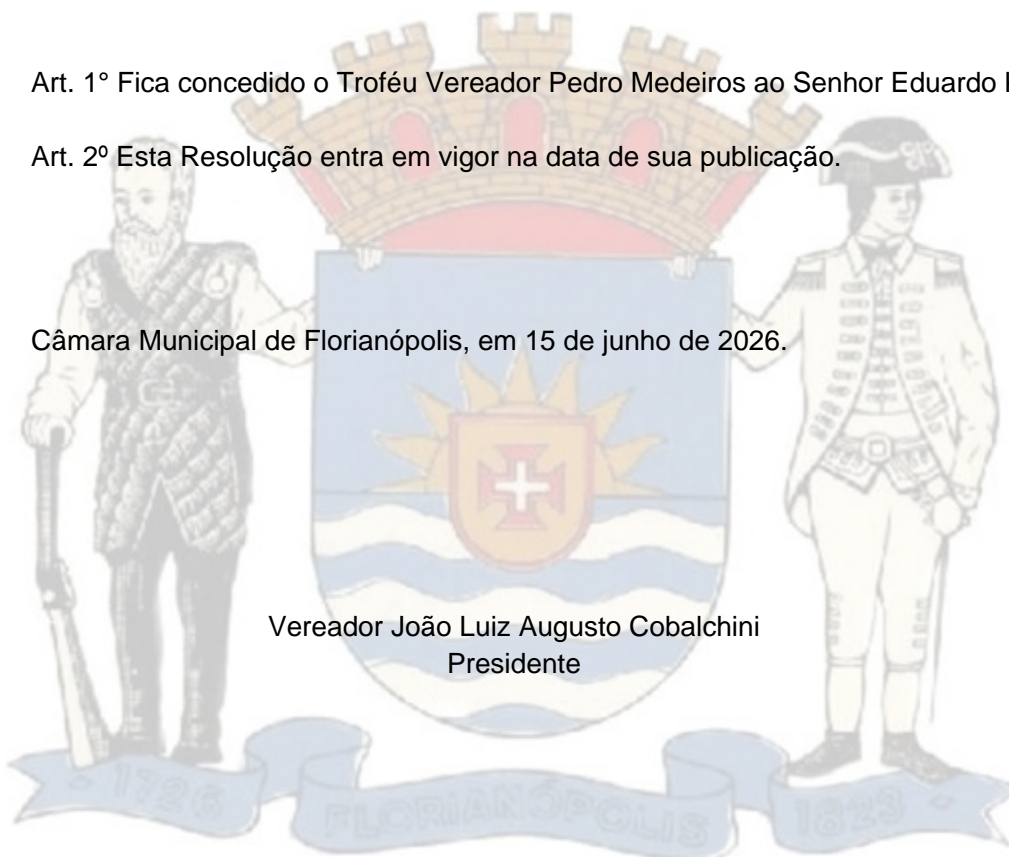 Art. 1° Fica concedido o Troféu Vereador Pedro Medeiros ao Senhor Eduardo
Art. 2º Esta Resolução entra em vigor na data de sua publicação.
Câmara Municipal de Florianópolis, em 15 de junho de 2026.
Vereador João Luiz Augusto Cobalchini
Presidente
1726 FLORIANÓPOLIS 1823